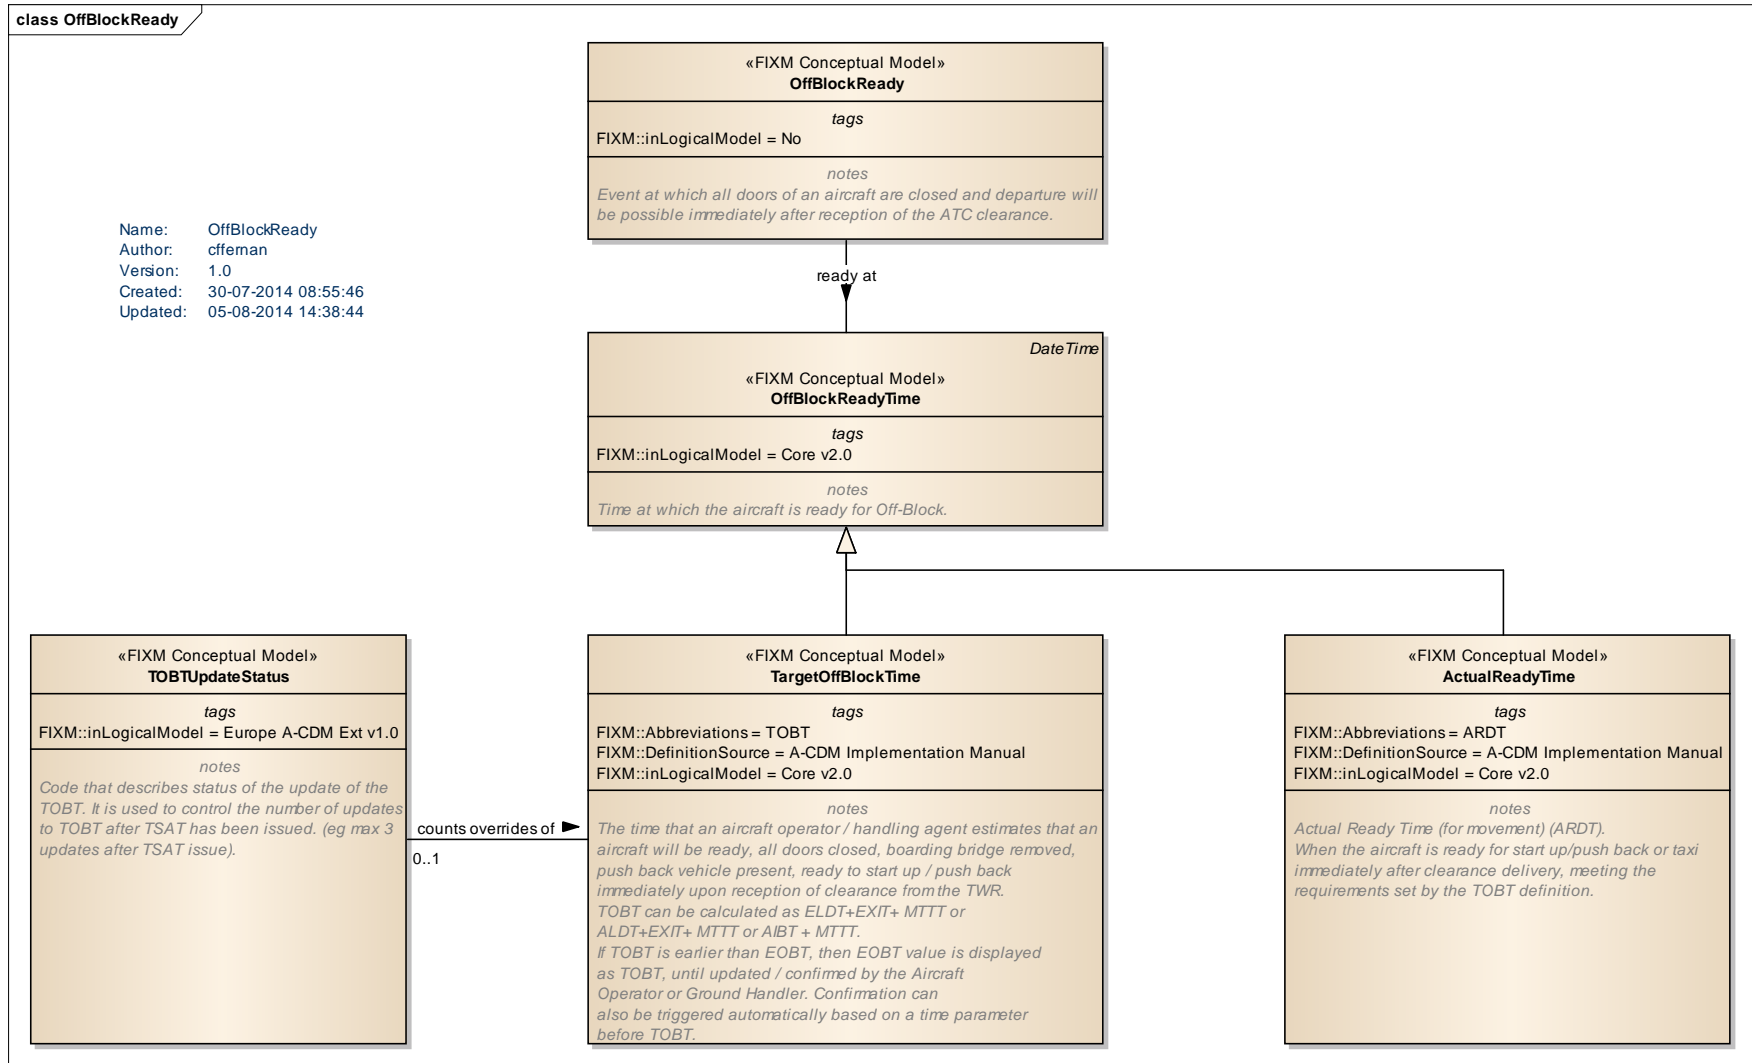 class OffBlockReady
«FIXM Conceptual Model»
OffBlockReady
tags
FIXM::inLogicalModel = No
notes
Event at which all doors of an aircraft are closed and departure will
be possible immediately after reception of the ATC clearance.
Name: OffBlockReady
Author: cffernan
Version: 1.0
Created: 30-07-2014 08:55:46
Updated: 05-08-2014 14:38:44
ready at
DateTime
«FIXM Conceptual Model»
OffBlockReadyTime
tags
FIXM::inLogicalModel = Core v2.0
notes
Time at which the aircraft is ready for Off-Block.
«FIXM Conceptual Model»
TOBTUpdateStatus
tags
FIXM::inLogicalModel = Europe A-CDM Ext v1.0
notes
Code that describes status of the update of the
TOBT. It is used to control the number of updates
to TOBT after TSAT has been issued. (eg max 3
updates after TSAT issue).
counts overrides of
0..1
«FIXM Conceptual Model»
TargetOffBlockTime
tags
FIXM::Abbreviations = TOBT
FIXM::DefinitionSource = A-CDM Implementation Manual
FIXM::inLogicalModel = Core v2.0
notes
The time that an aircraft operator / handling agent estimates that an
aircraft will be ready, all doors closed, boarding bridge removed,
push back vehicle present, ready to start up / push back
immediately upon reception of clearance from the TWR.
TOBT can be calculated as ELDT+EXIT+ MTTT or
ALDT+EXIT+ MTTT or AIBT + MTTT.
If TOBT is earlier than EOBT, then EOBT value is displayed
as TOBT, until updated / confirmed by the Aircraft
Operator or Ground Handler. Confirmation can
also be triggered automatically based on a time parameter
before TOBT.
«FIXM Conceptual Model»
ActualReadyTime
tags
FIXM::Abbreviations = ARDT
FIXM::DefinitionSource = A-CDM Implementation Manual
FIXM::inLogicalModel = Core v2.0
notes
Actual Ready Time (for movement) (ARDT).
When the aircraft is ready for start up/push back or taxi
immediately after clearance delivery, meeting the
requirements set by the TOBT definition.